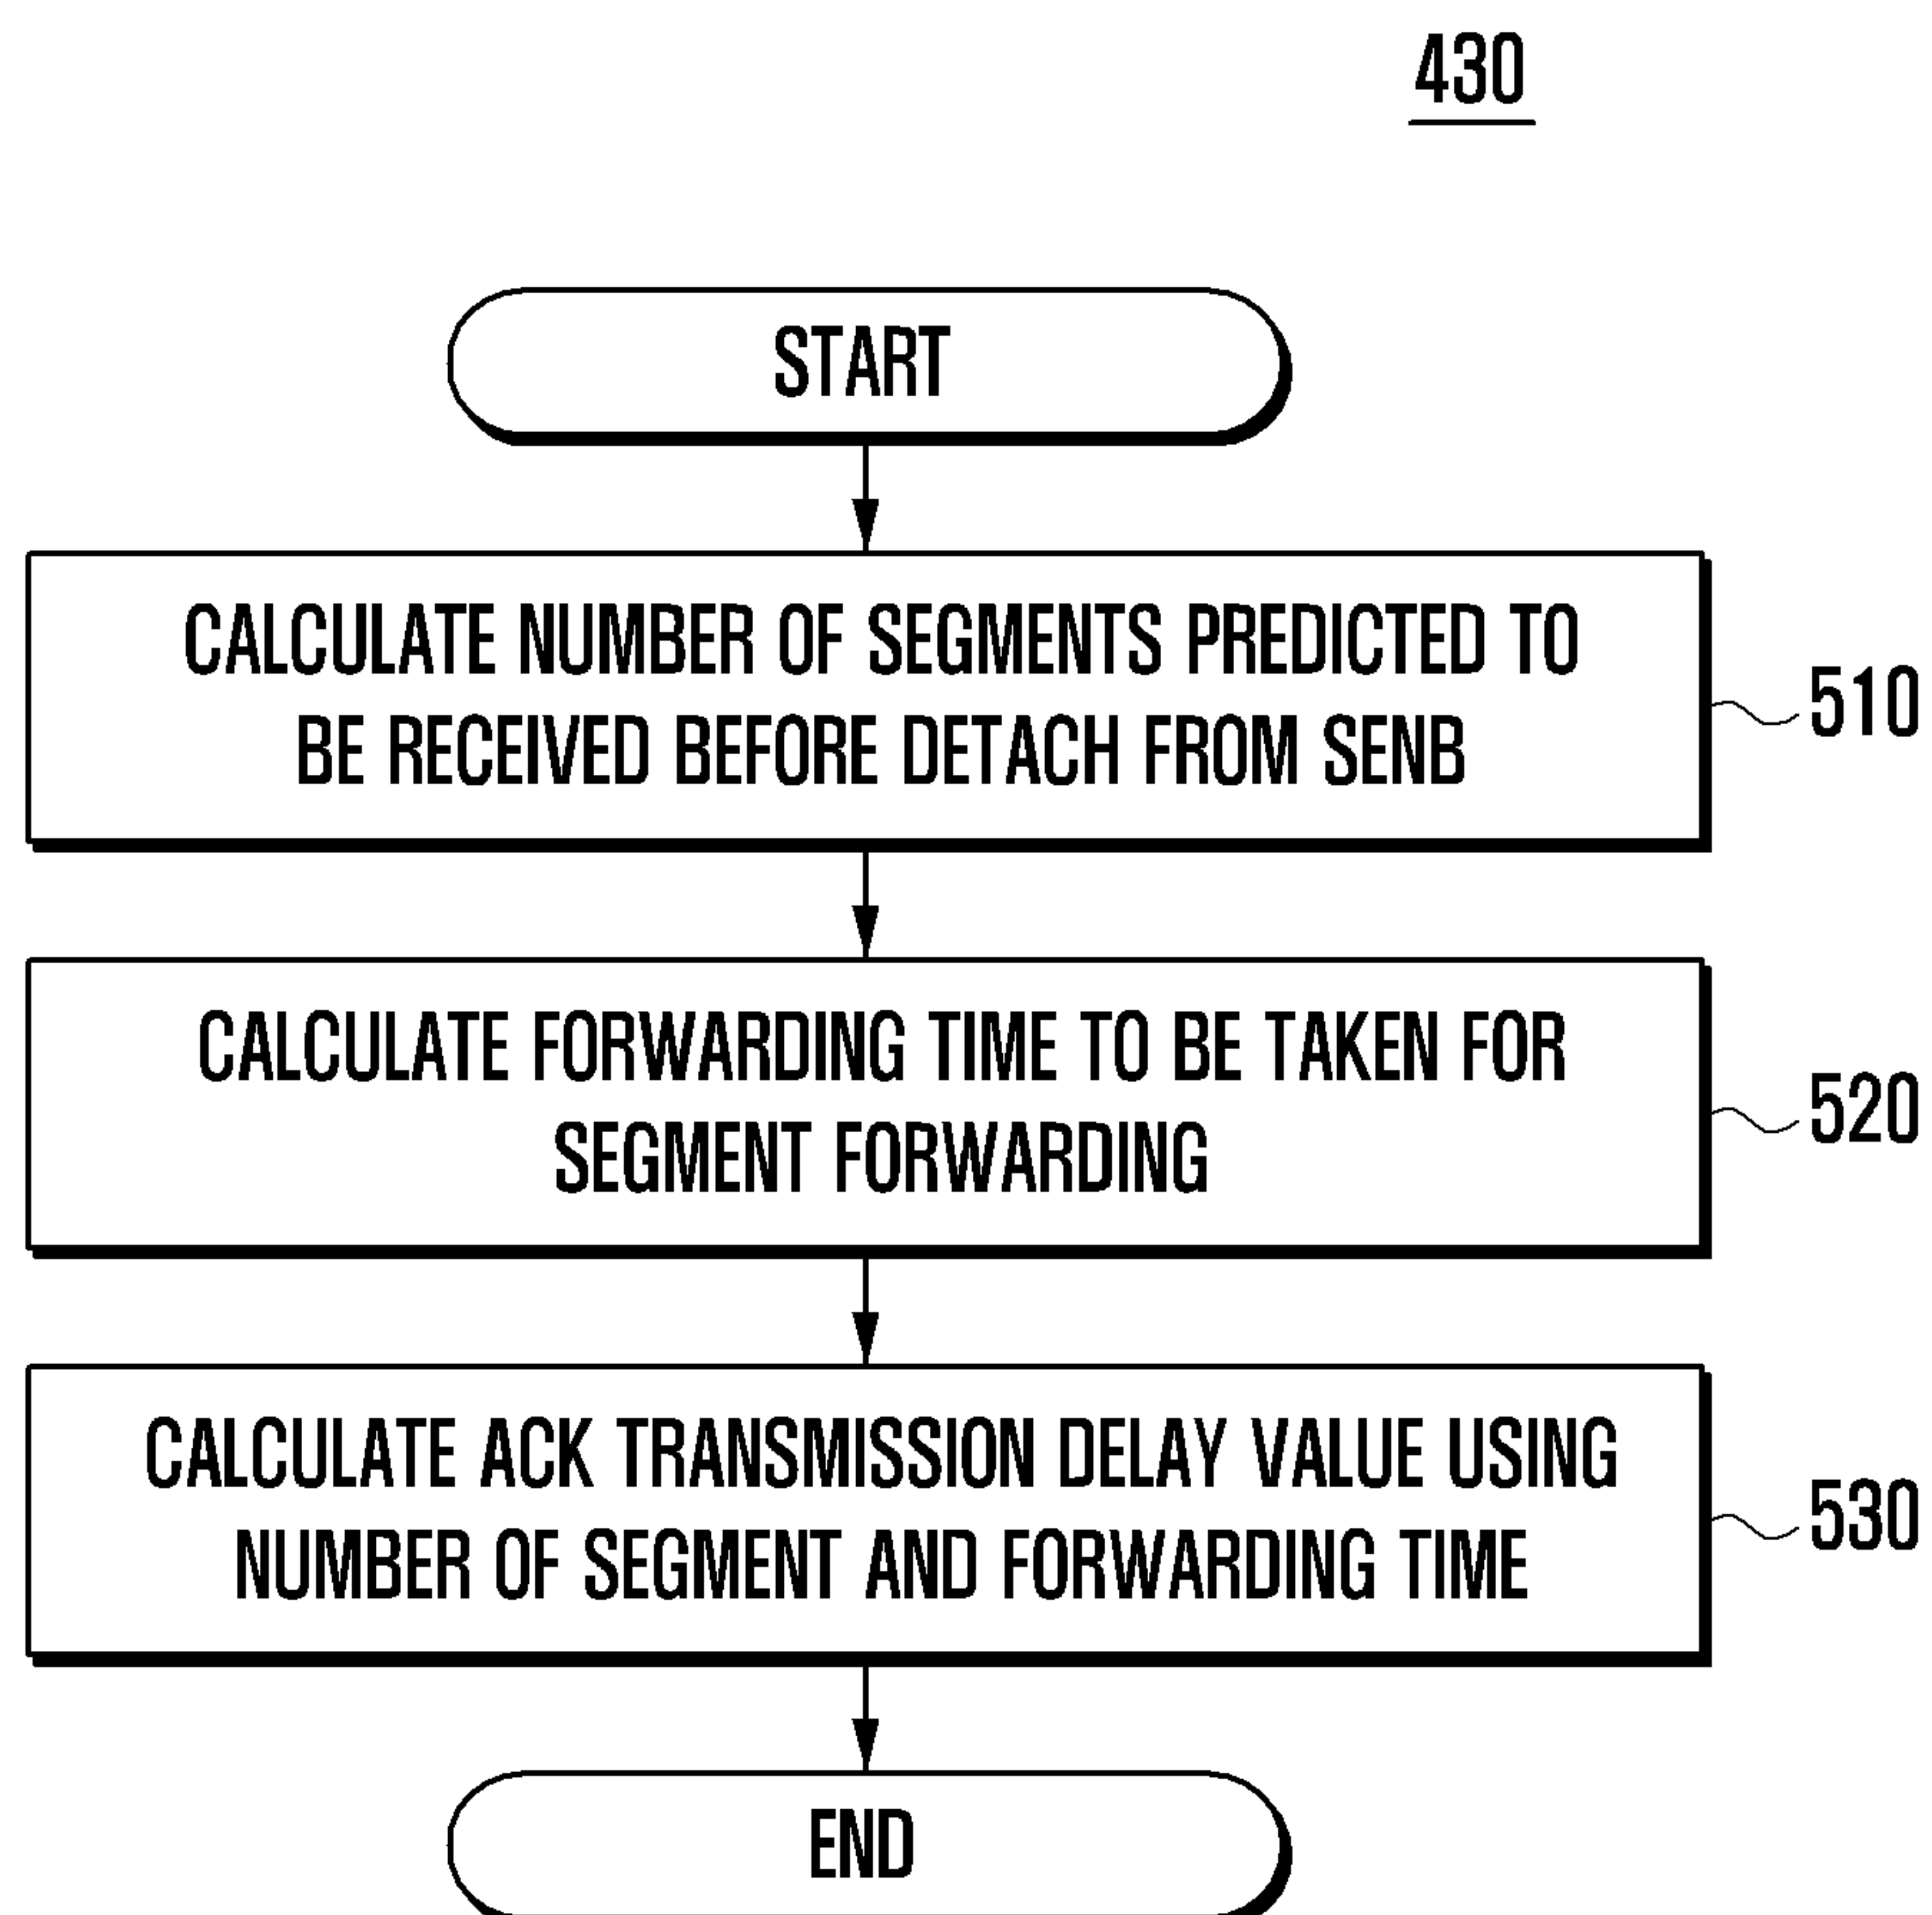 430
START
CALCULATE NUMBER OF SEGMENTS PREDICTED TO
BE RECEIVED BEFORE DETACH FROM SENB
510
CALCULATE FORWARDING TIME TO BE TAKEN FOR
SEGMENT FORWARDING
520
CALCULATE ACK TRANSMISSION DELAY VALUE USING
NUMBER OF SEGMENT AND FORWARDING TIME
530
END